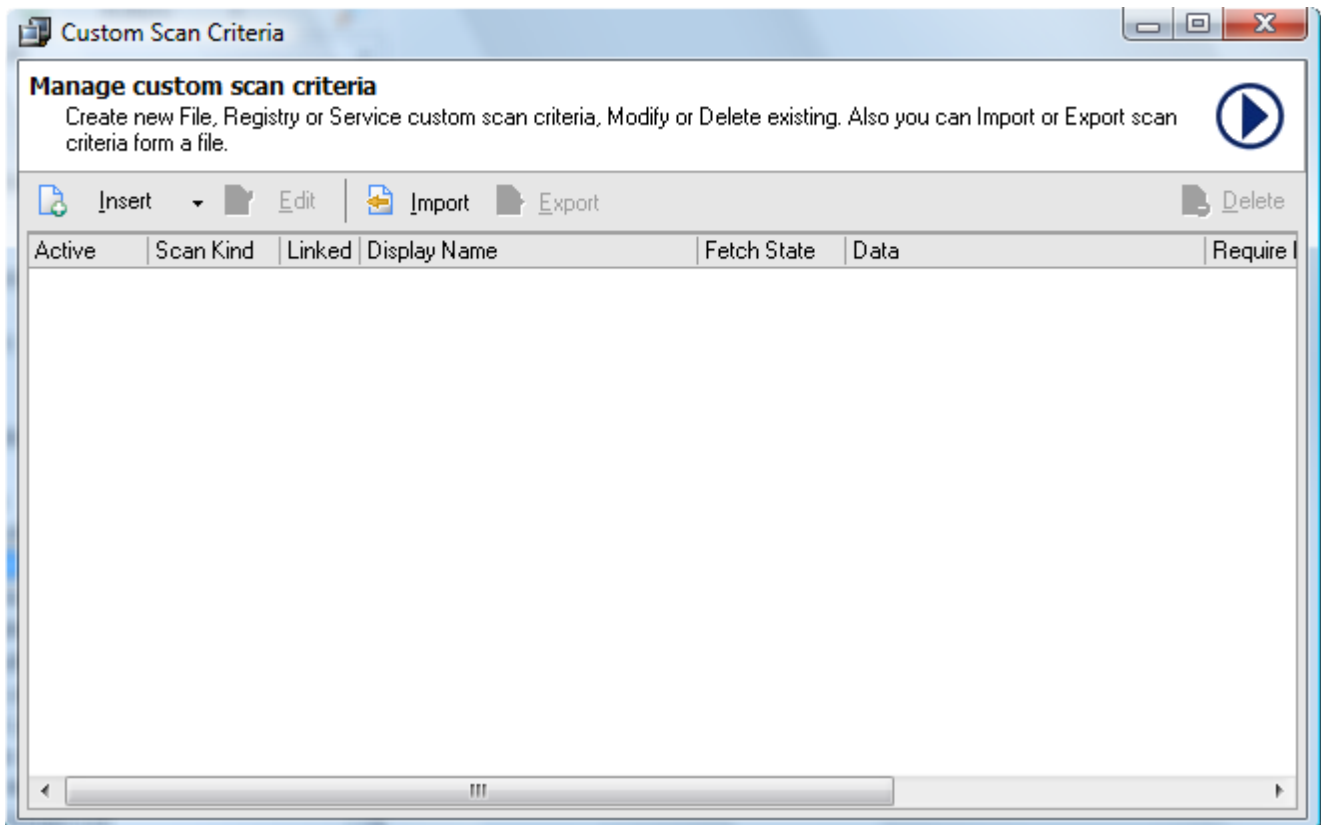 Custom Scan Criteria
Manage custom scan criteria
Create new File, Registry or Service custom scan criteria, Modify or Delete existing. Also you can Import or Export scan
criteria form a file.
Insert Edit Import Export Delete
Active Scan Kind Linked Display Name Fetch State Data Require